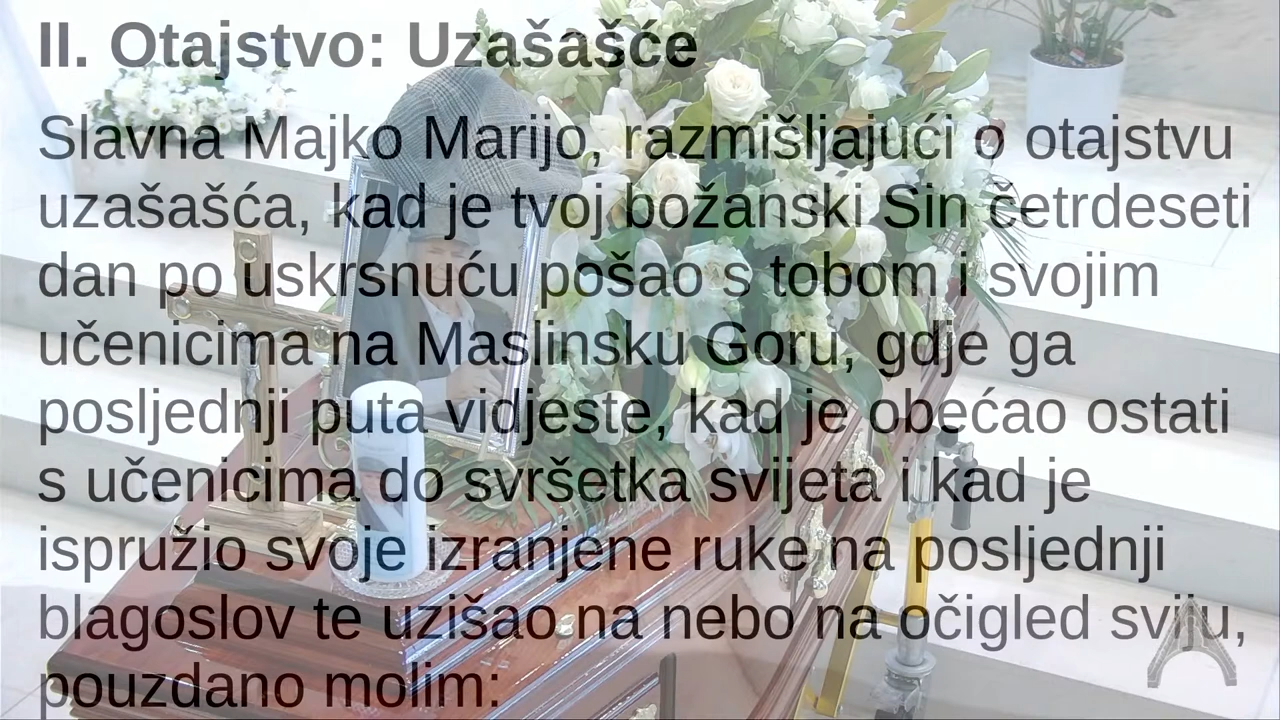 II. Otajstvo: Uzašašće
Slavna Majko Marijo, razmišljajući o otajstvu
uzašašća, kad je tvoj božanski Sin četrdeseti
dan po uskrsnuću pošao s tobom i svojim
učenicima na Maslinsku Goru, gdje ga
posljednji puta vidjeste, kad je obećao ostati
s učenicima do svršetka svijeta i kad je
ispružio svoje izranjene ruke na posljednji
blagoslov te uzišao na nebo na očigled sviju,
pouzdano molim: